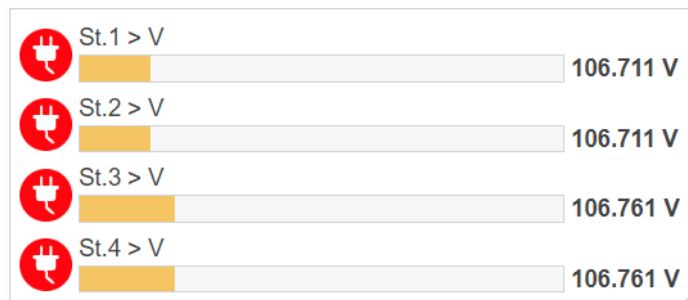 St.1 > V
106.711 V
St.2 > V
106.711 V
St.3 > V
106.761 V
St.4 > V
106.761 V